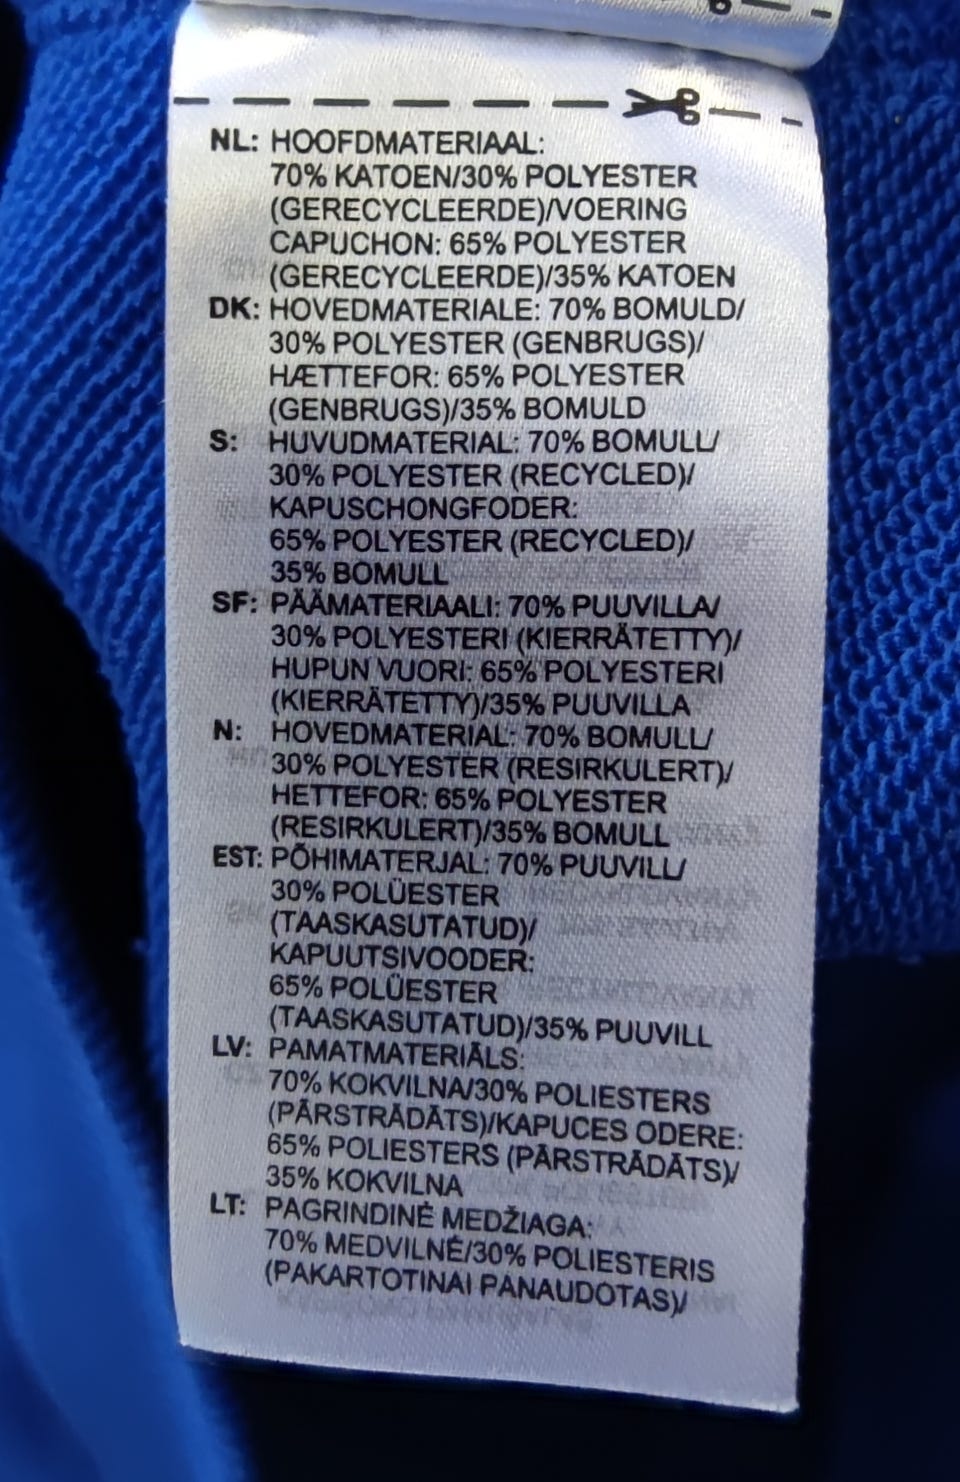 NL: HOOFDMATERIAAL:
70% KATOEN/30% POLYESTER
(GERECYCLEERDE)/VOERING
CAPUCHON: 65% POLYESTER
(GERECYCLEERDE)/35% KATOEN
DK: HOVEDMATERIALE: 70% BOMULD/
30% POLYESTER (GENBRUGS)/
HÆTTEFOR: 65% POLYESTER
(GENBRUGS)/35% BOMULD
S: HUVUDMATERIAL: 70% BOMULL/
30% POLYESTER (RECYCLED)/
KAPUSCHONGFODER:
65% POLYESTER (RECYCLED)/
35% BOMULL
SF: PÄÄMATERIAALI: 70% PUUVILLA/
30% POLYESTERI (KIERRÄTETTY)/
HUPUN VUORI: 65% POLYESTERI
(KIERRÄTETTY)/35% PUUVILLA
N: HOVEDMATERIAL: 70% BOMULL/
30% POLYESTER (RESIRKULERT)/
HETTEFOR: 65% POLYESTER
(RESIRKULERT)/35% BOMULL
EST: PÕHIMATERJAL: 70% PUUVILL/
30% POLÜESTER
(TAASKASUTATUD)/
KAPUUTSIVOODER:
65% POLÜESTER
(TAASKASUTATUD)/35% PUUVILL
LV: PAMATMATERIĀLS:
70% KOKVILNA/30% POLIESTERS
(PĀRSTRĀDĀTS)/KAPUCES ODERE:
65% POLIESTERS (PĀRSTRĀDĀTS)/
35% KOKVILNA
LT: PAGRINDINĖ MEDŽIAGA:
70% MEDVILNĖ/30% POLIESTERIS
(PAKARTOTINAI PANAUDOTAS)/